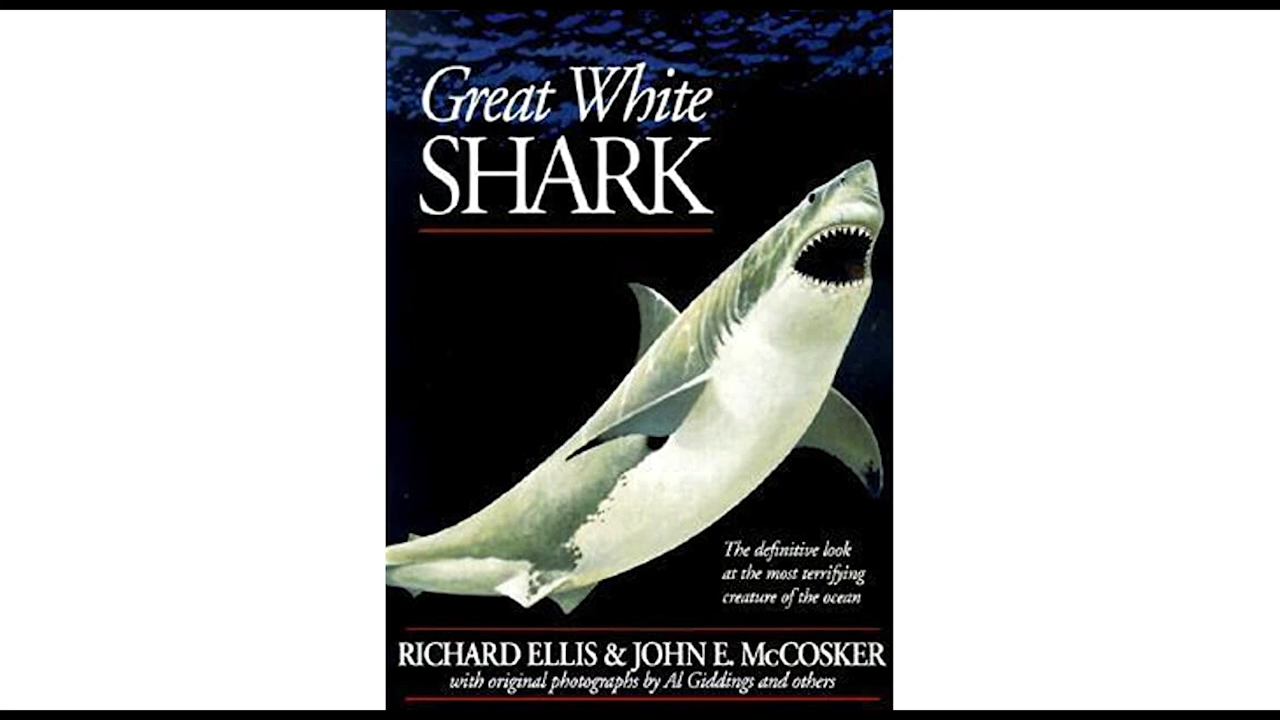 Great White
SHARK
The definitive look
at the most terrifying
creature of the ocean
RICHARD ELLIS & JOHN E. McCOSKER
with original photographs by Al Giddings and others